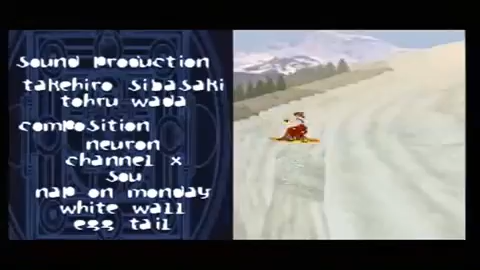 sound production
takehiro sibasaki
tohru wada
composition
neuron
channel x
sou
nap on monday
white wall
egg tail